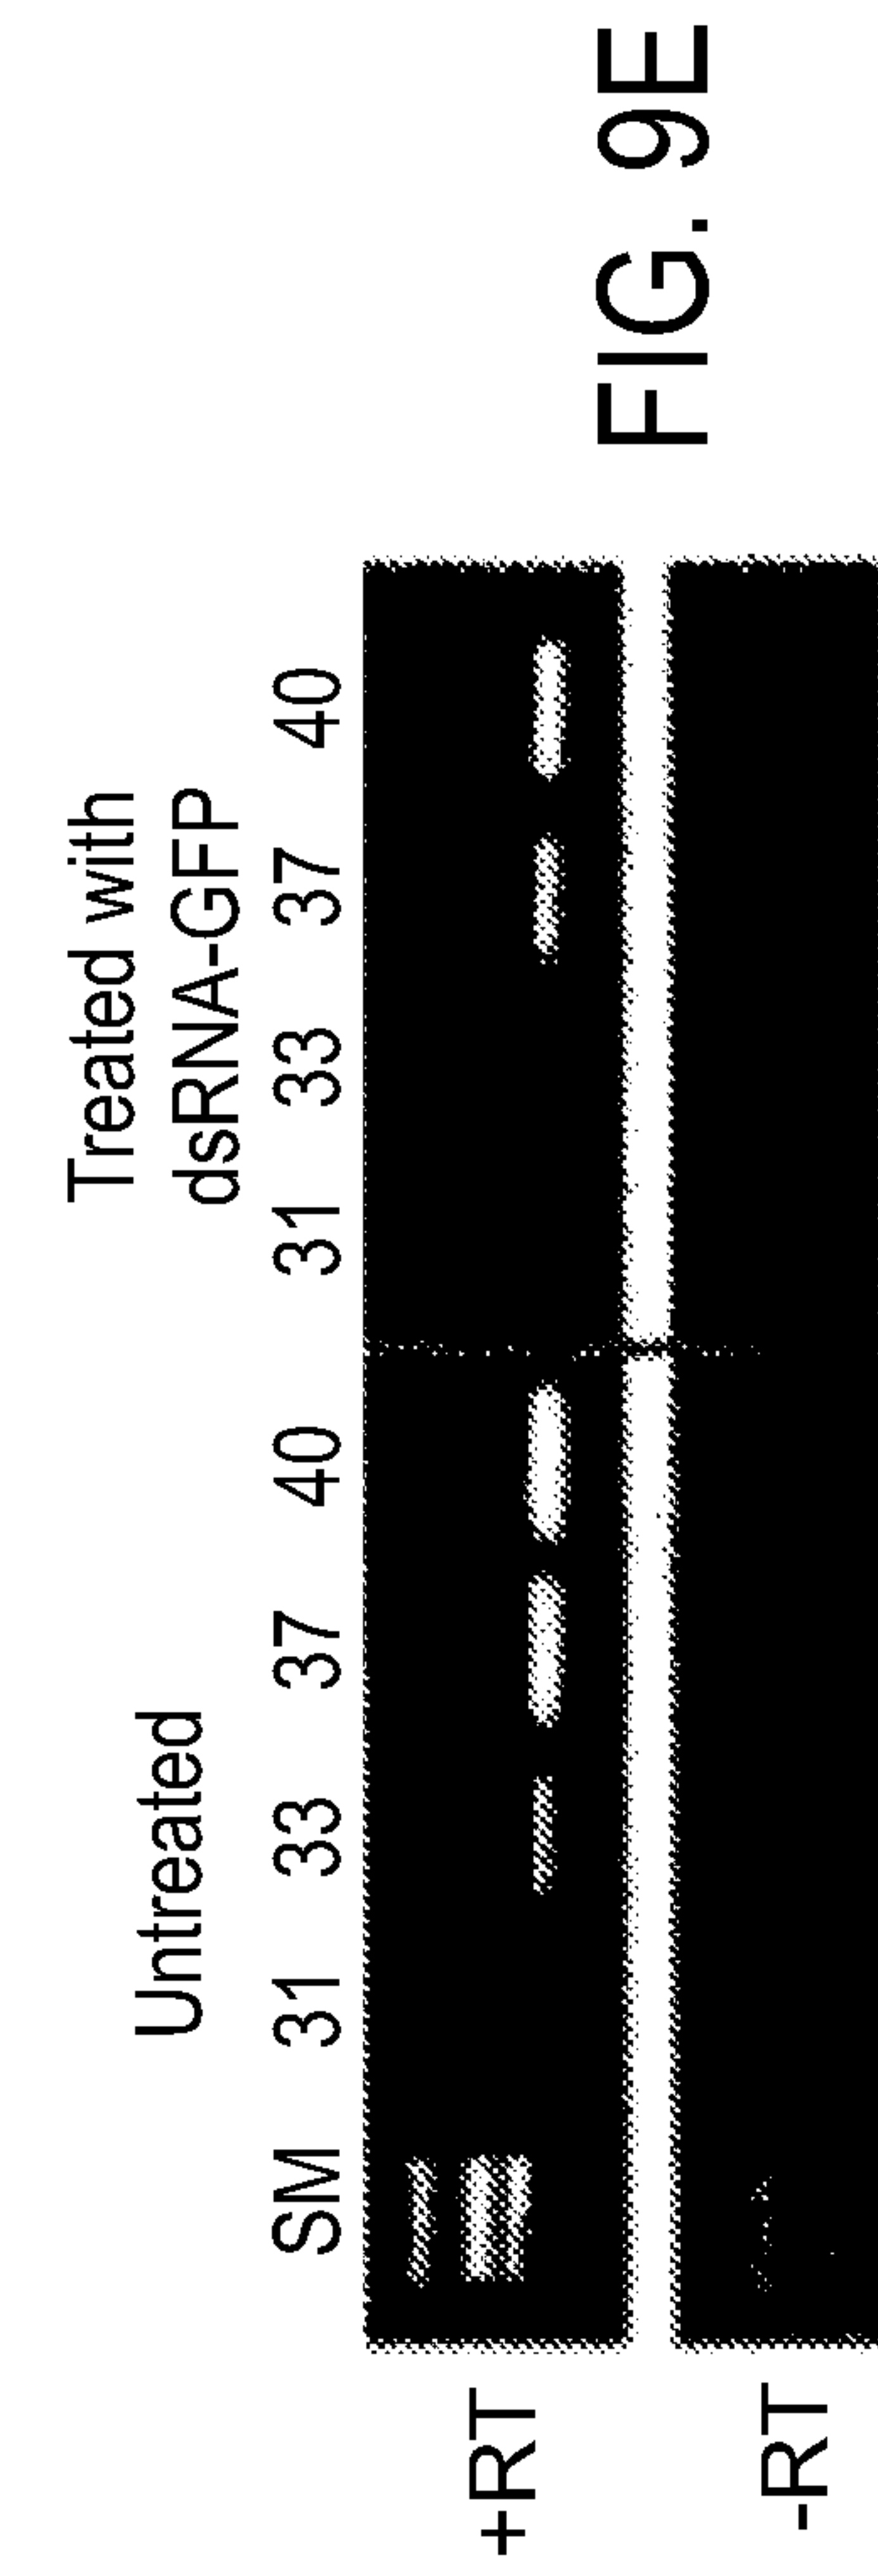 Untreated
Treated with
dsRNA-GFP
SM 31 33 37 40 31 33 37 40
+RT
-RT
FIG. 9E